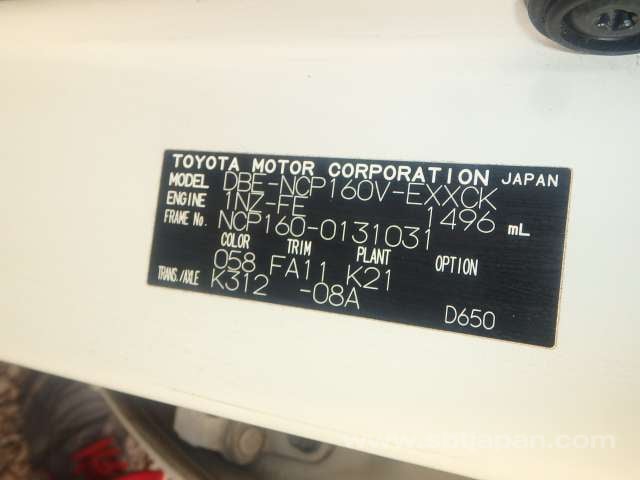 TOYOTA MOTOR CORPORATION JAPAN
MODEL DBE-NCP160V-EXXCK
ENGINE 1NZ-FE 1496 mL
FRAME No. NCP160-0131031
COLOR TRIM PLANT OPTION
058 FA11 K21
TRANS./AXLE K312 -08A
D650
www.sbtjapan.com